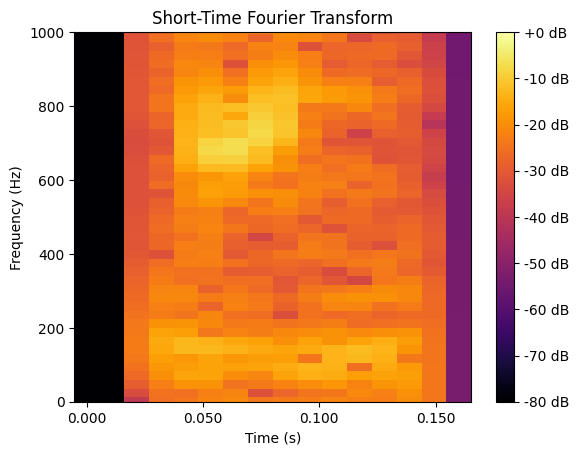 Short-Time Fourier Transform
1000
800
600
400
200
0
Frequency (Hz)
0.000
0.050
0.100
0.150
Time (s)
+0 dB
-10 dB
-20 dB
-30 dB
-40 dB
-50 dB
-60 dB
-70 dB
-80 dB